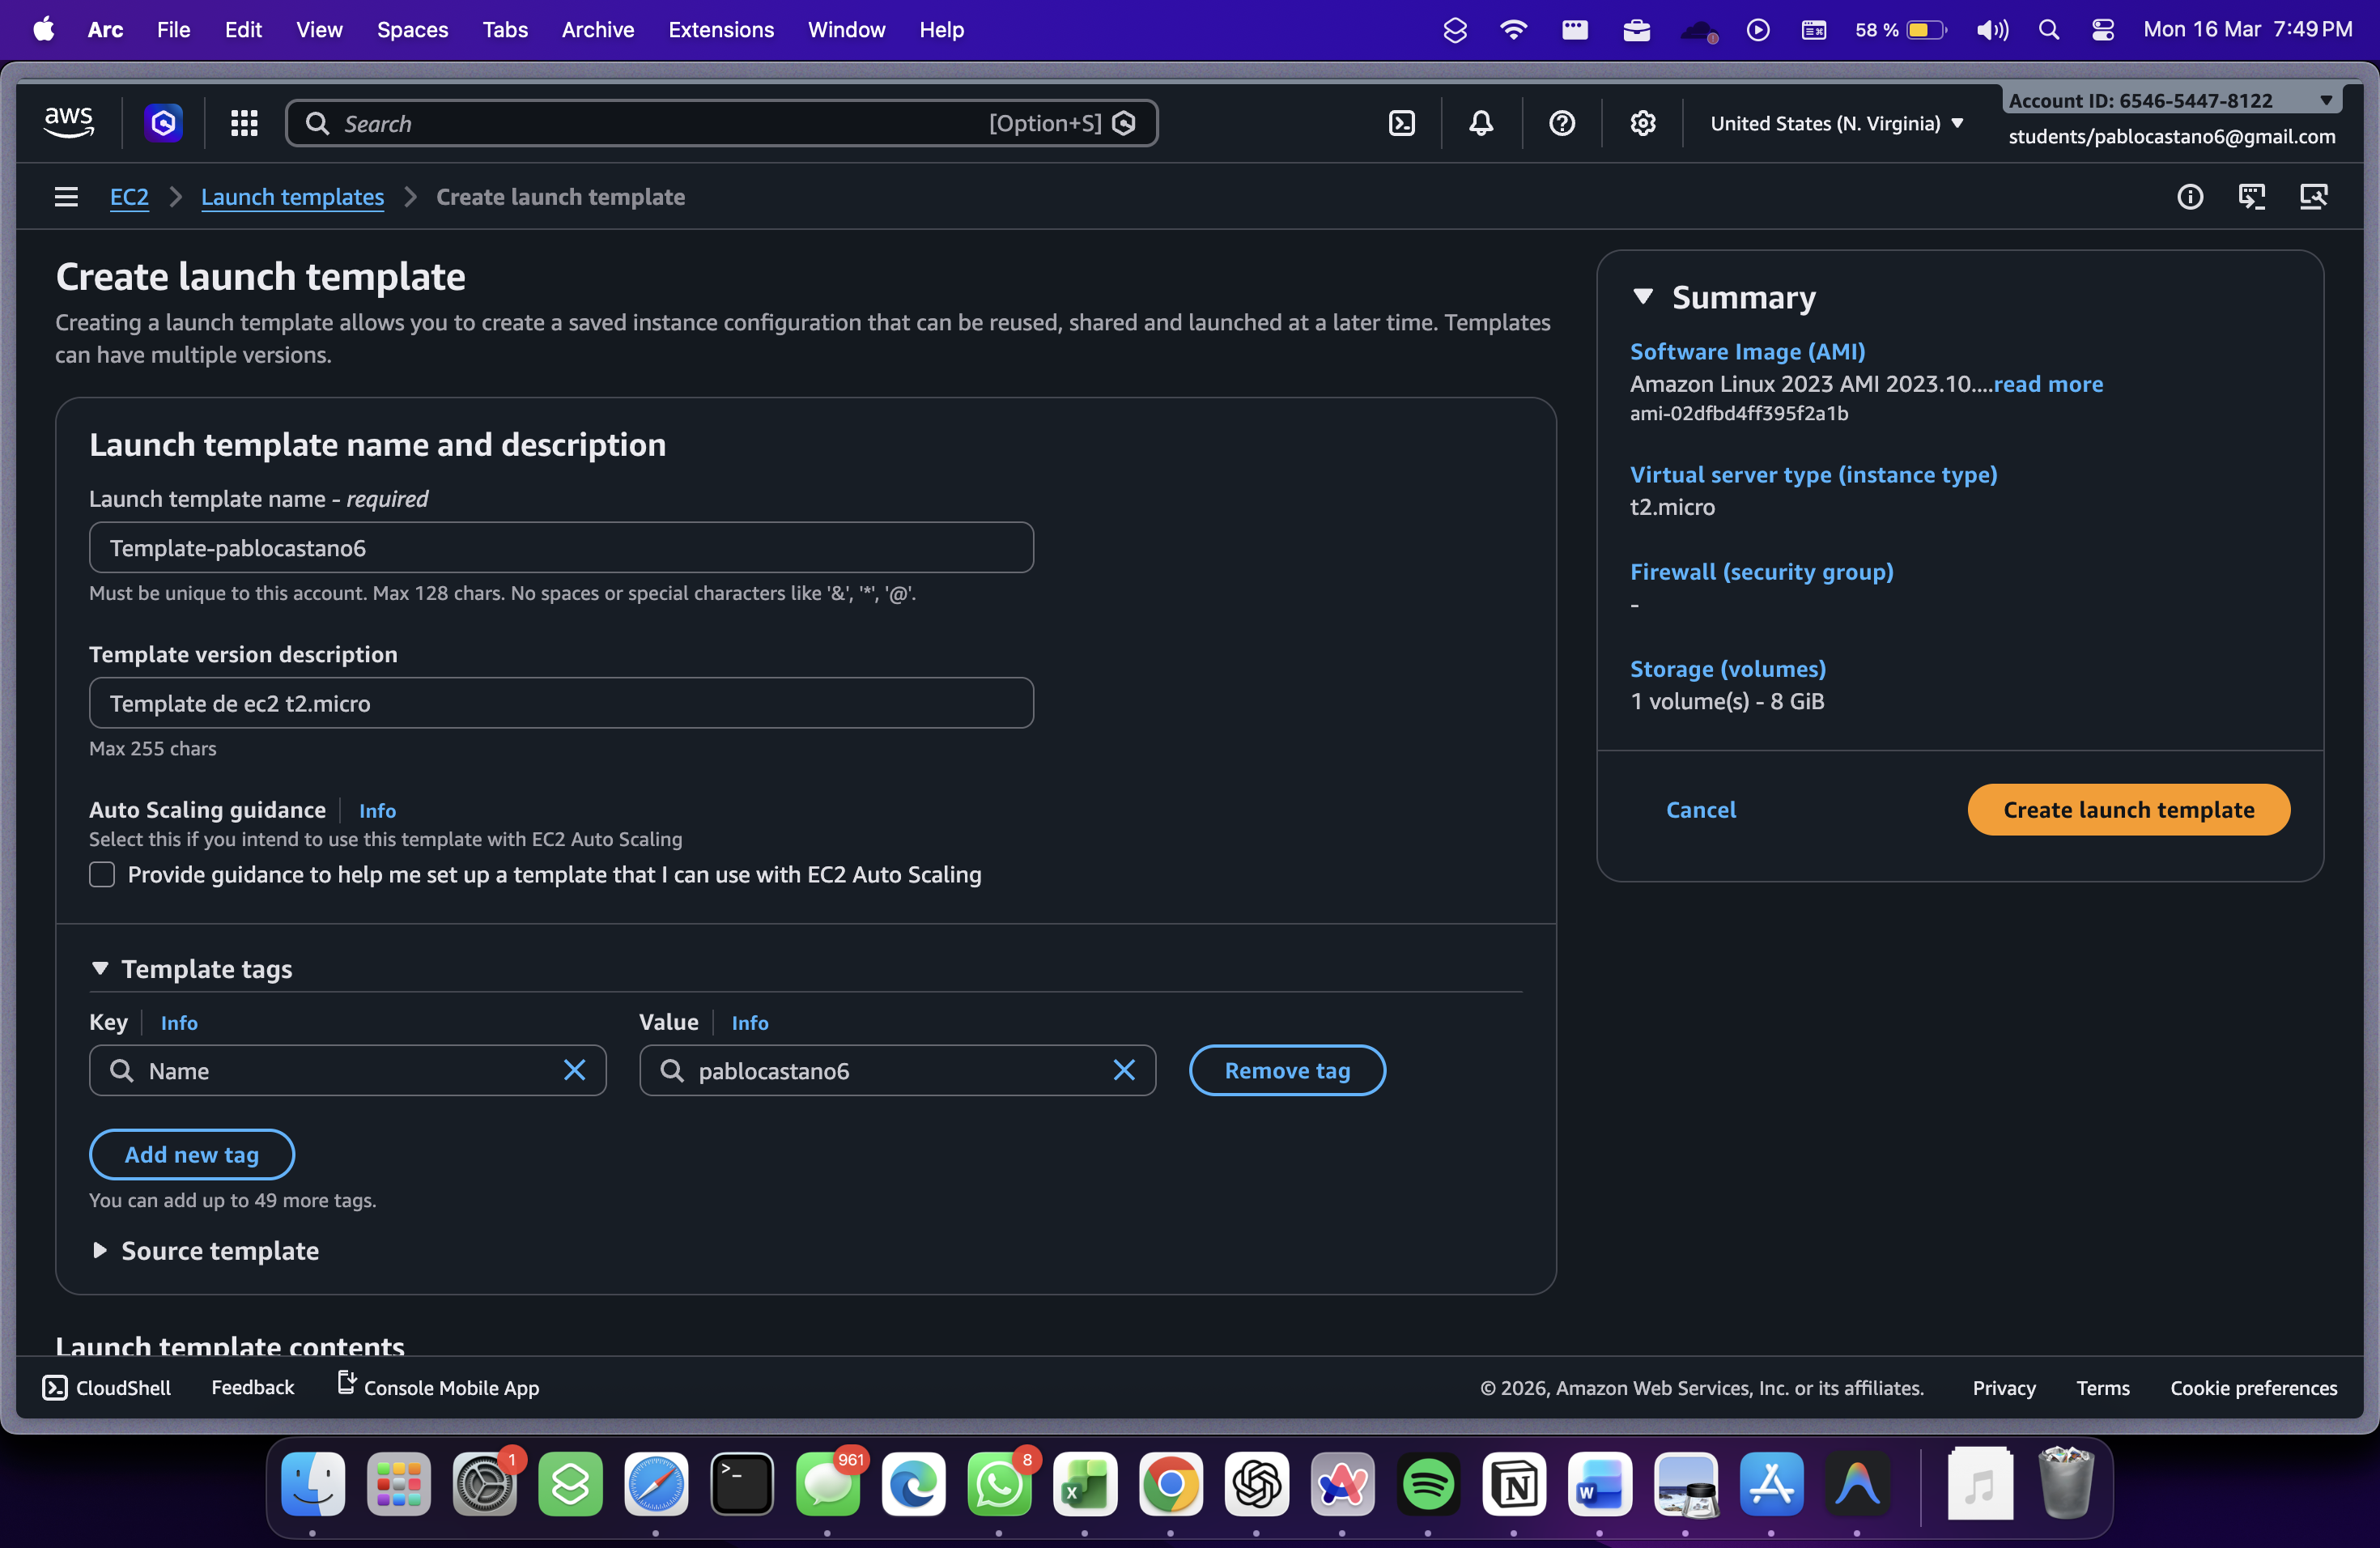 Arc File Edit View Spaces Tabs Archive Extensions Window Help 58 % Mon 16 Mar 7:49 PM
aws Search [Option+S] United States (N. Virginia) Account ID: 6546-5447-8122
students/pablocastano6@gmail.com
EC2 Launch templates Create launch template
Create launch template
Creating a launch template allows you to create a saved instance configuration that can be reused, shared and launched at a later time. Templates
can have multiple versions.
Launch template name and description
Launch template name - required
Template-pablocastano6
Must be unique to this account. Max 128 chars. No spaces or special characters like '&', '*', '@'.
Template version description
Template de ec2 t2.micro
Max 255 chars
Auto Scaling guidance Info
Select this if you intend to use this template with EC2 Auto Scaling
Provide guidance to help me set up a template that I can use with EC2 Auto Scaling
Template tags
Key Info Value Info
Name pablocastano6 Remove tag
Add new tag
You can add up to 49 more tags.
Source template
Launch template contents
Summary
Software Image (AMI)
Amazon Linux 2023 AMI 2023.10....read more
ami-02dfbd4ff395f2a1b
Virtual server type (instance type)
t2.micro
Firewall (security group)
-
Storage (volumes)
1 volume(s) - 8 GiB
Cancel Create launch template
CloudShell Feedback Console Mobile App © 2026, Amazon Web Services, Inc. or its affiliates. Privacy Terms Cookie preferences
1 961 8